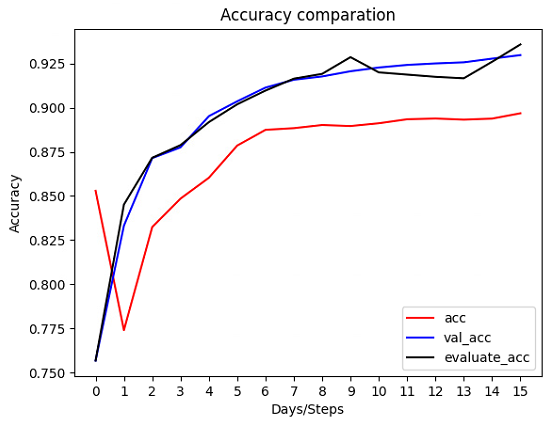 Accuracy comparation
Accuracy
0.925
0.900
0.875
0.850
0.825
0.800
0.775
0.750
acc
val_acc
evaluate_acc
0 1 2 3 4 5 6 7 8 9 10 11 12 13 14 15
Days/Steps